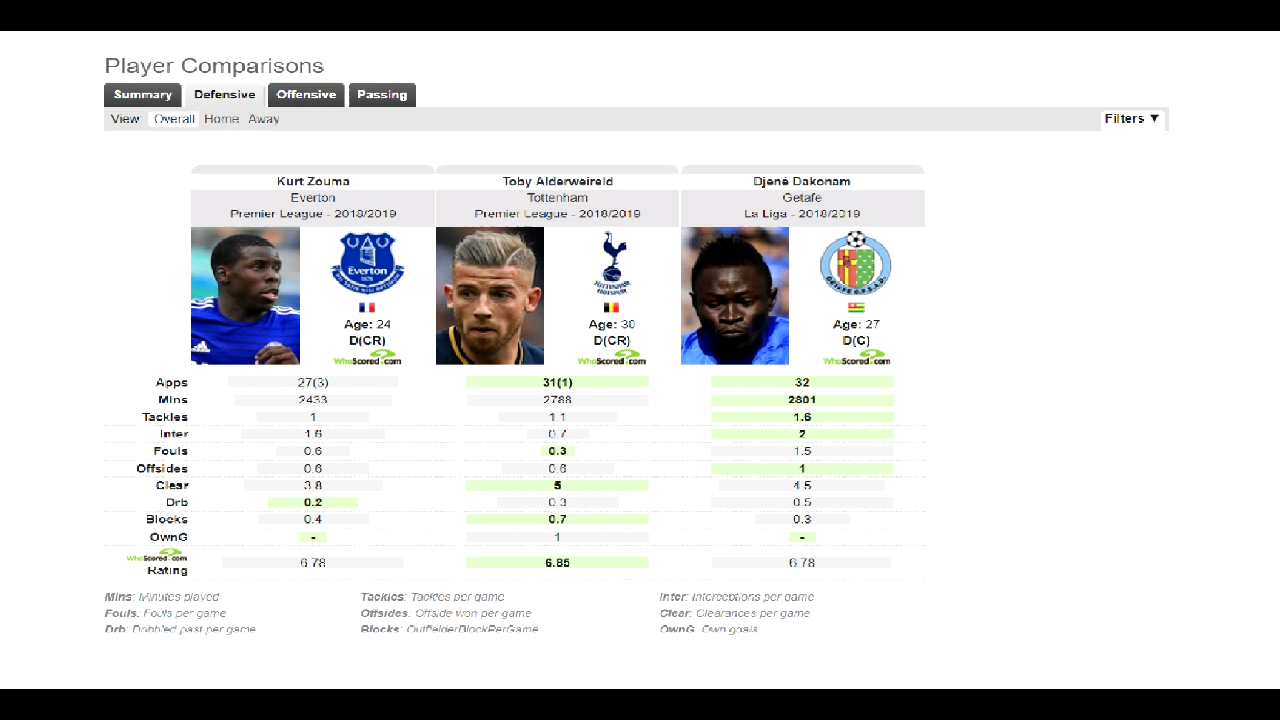 Player Comparisons
Summary Defensive Offensive Passing
View Overall Home Away Filters ▼
Kurt Zouma Toby Alderweireld Djené Dakonam
Everton Tottenham Getafe
Premier League - 2018/2019 Premier League - 2018/2019 La Liga - 2018/2019
Everton
1878
TOTTENHAM
HOTSPUR
Age: 24 Age: 30 Age: 27
D(CR) D(CR) D(C)
WhoScored.com WhoScored.com WhoScored.com
Apps 27(3) 31(1) 32
Mins 2433 2788 2801
Tackles 1 1.1 1.6
Inter 1.6 0.7 2
Fouls 0.6 0.3 1.5
Offsides 0.6 0.6 1
Clear 3.8 5 4.5
Drb 0.2 0.3 0.5
Blocks 0.4 0.7 0.3
OwnG - 1 -
WhoScored.com
Rating 6.78 6.85 6.78
Mins: Minutes played Tackles: Tackles per game Inter: Interceptions per game
Fouls: Fouls per game Offsides: Offside won per game Clear: Clearances per game
Drb: Dribbled past per game Blocks: OutfielderBlockPerGame OwnG: Own goals